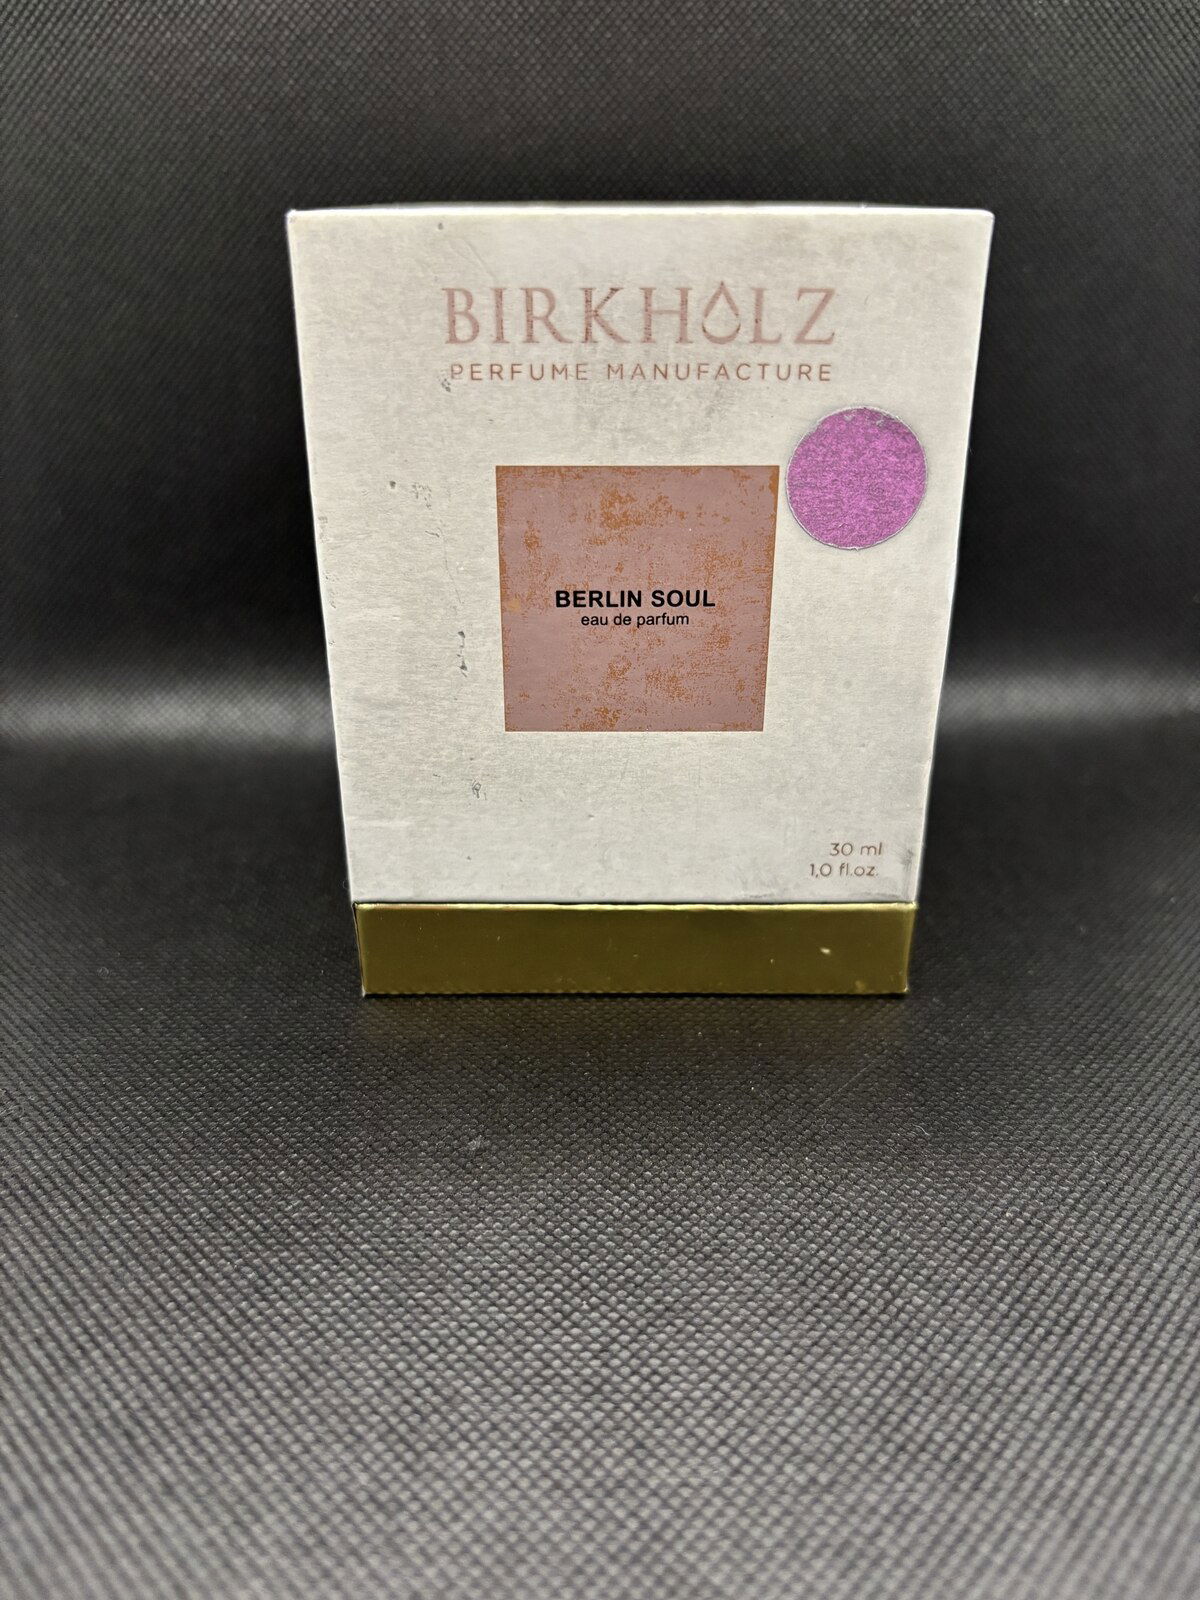 BIRKHOLZ
PERFUME MANUFACTURE
BERLIN SOUL
eau de parfum
30 ml
1,0 fl.oz.